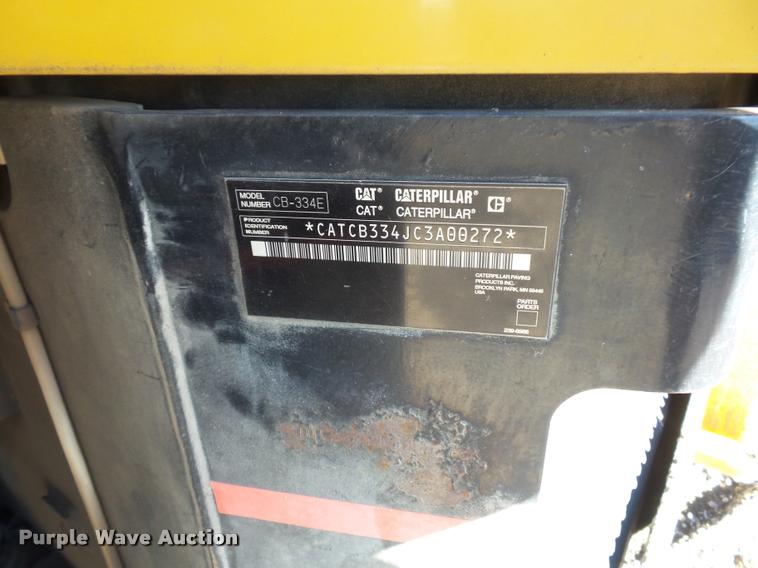 MODEL NUMBER CB-334E
CAT® CATERPILLAR®
CAT® CATERPILLAR®
C
PRODUCT IDENTIFICATION NUMBER
*CATCB334JC3A00272*
CATERPILLAR PAVING
PRODUCTS INC.
BROOKLYN PARK, MN 55445
USA
PARTS
ORDER
Purple Wave Auction